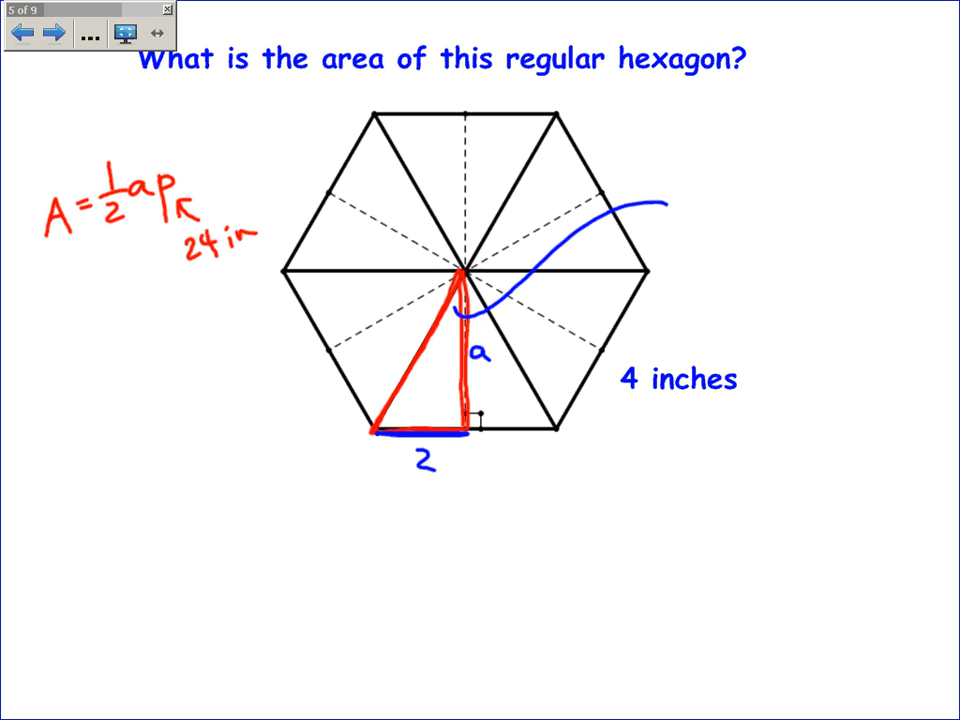 5 of 9
...
What is the area of this regular hexagon?
A = 1/2 ap
24 in
a
4 inches
2